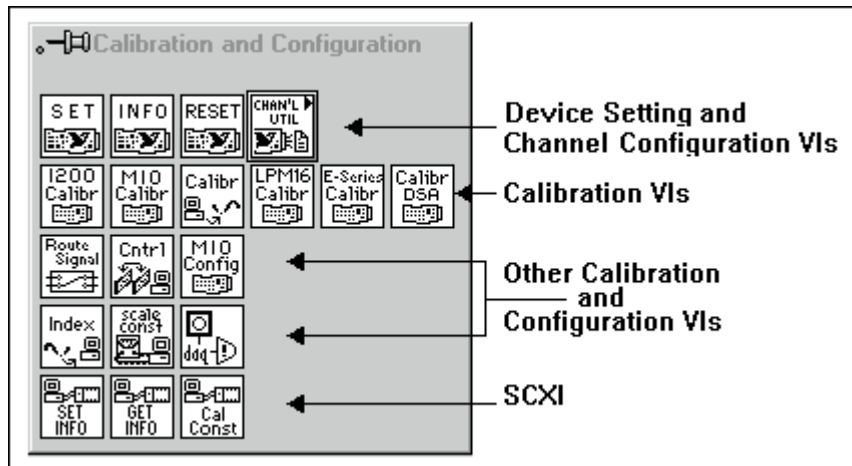 Calibration and Configuration
SET
INFO
RESET
CHAN'L
UTIL
Device Setting and
Channel Configuration VIs
1200
Calibr
MIO
Calibr
Calibr
LPM16
Calibr
E-Series
Calibr
Calibr
DSA
Calibration VIs
Route
Signal
Cntrl
MIO
Config
Other Calibration
and
Configuration VIs
Index
scale
const
daq
SCXI
SET
INFO
GET
INFO
Cal
Const